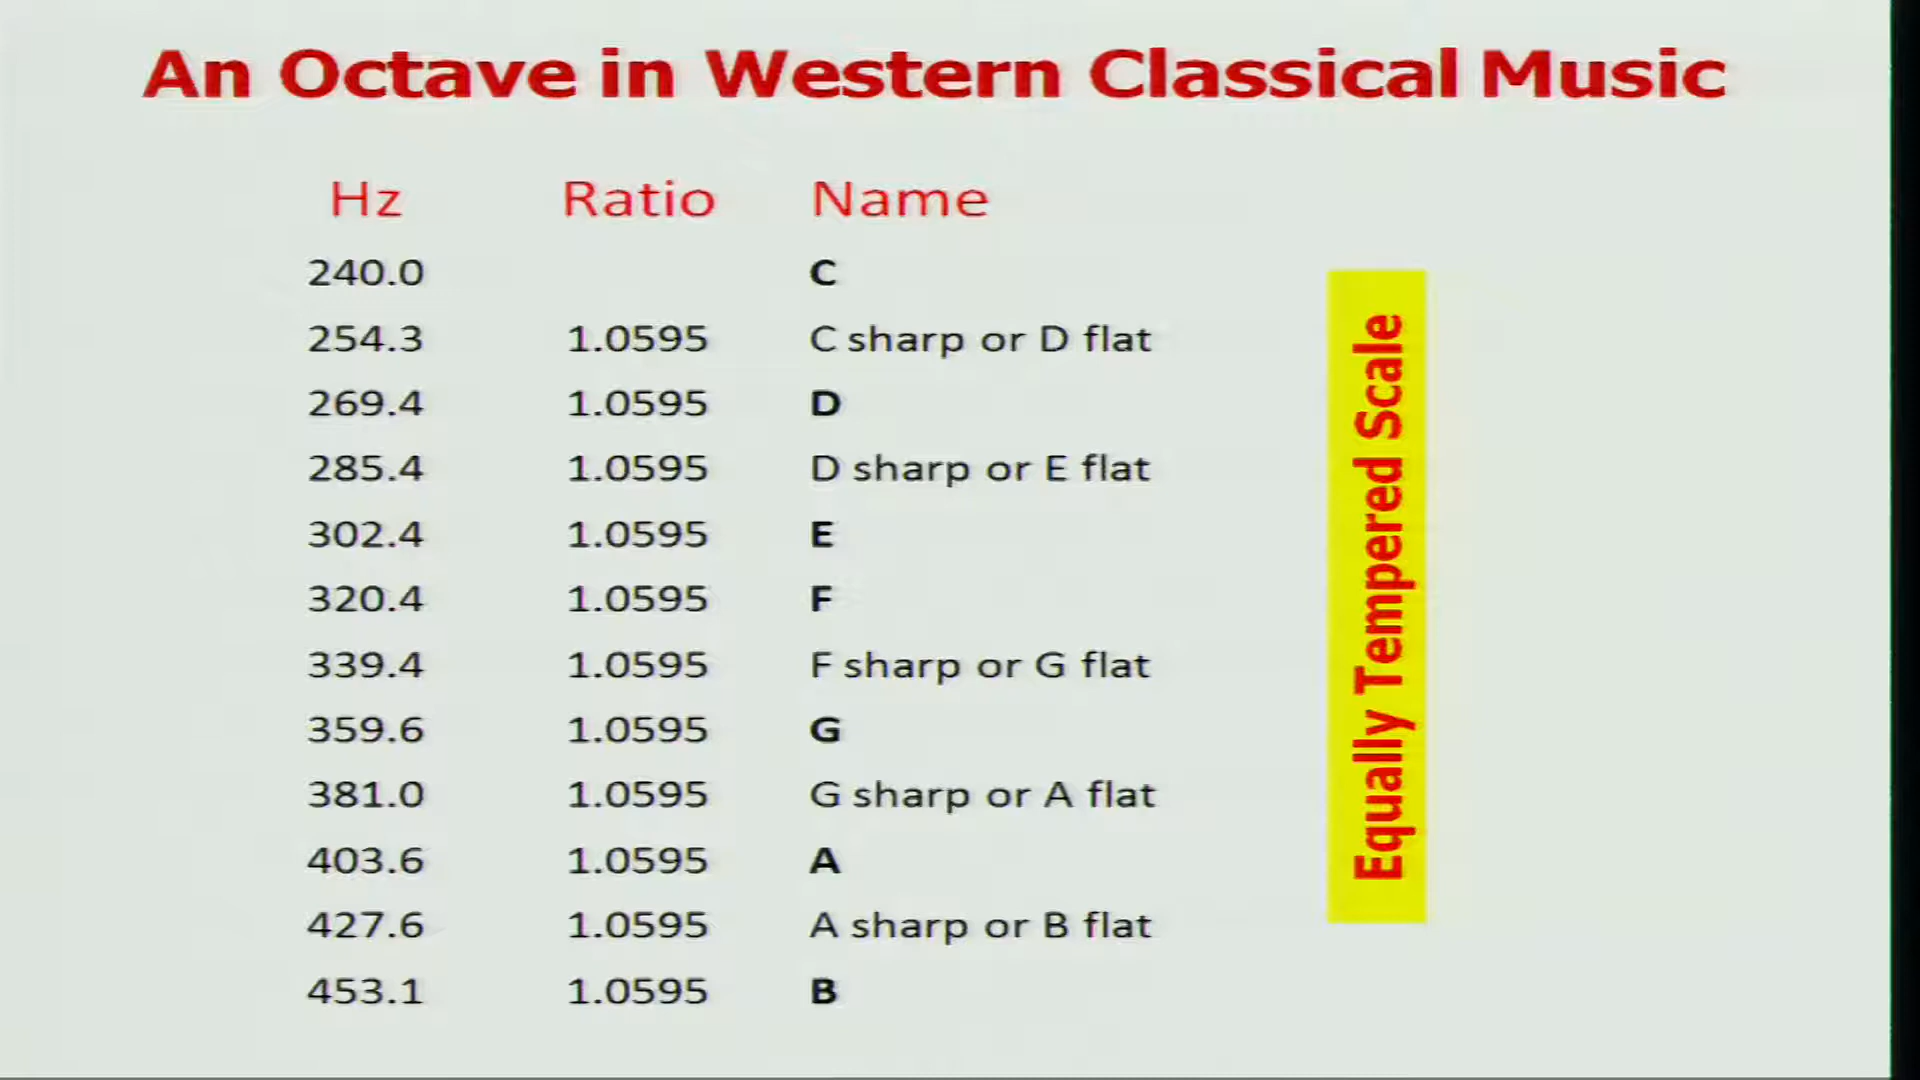 An Octave in Western Classical Music
Hz Ratio Name
240.0 C
254.3 1.0595 C sharp or D flat
269.4 1.0595 D
285.4 1.0595 D sharp or E flat
302.4 1.0595 E
320.4 1.0595 F
339.4 1.0595 F sharp or G flat
359.6 1.0595 G
381.0 1.0595 G sharp or A flat
403.6 1.0595 A
427.6 1.0595 A sharp or B flat
453.1 1.0595 B
Equally Tempered Scale